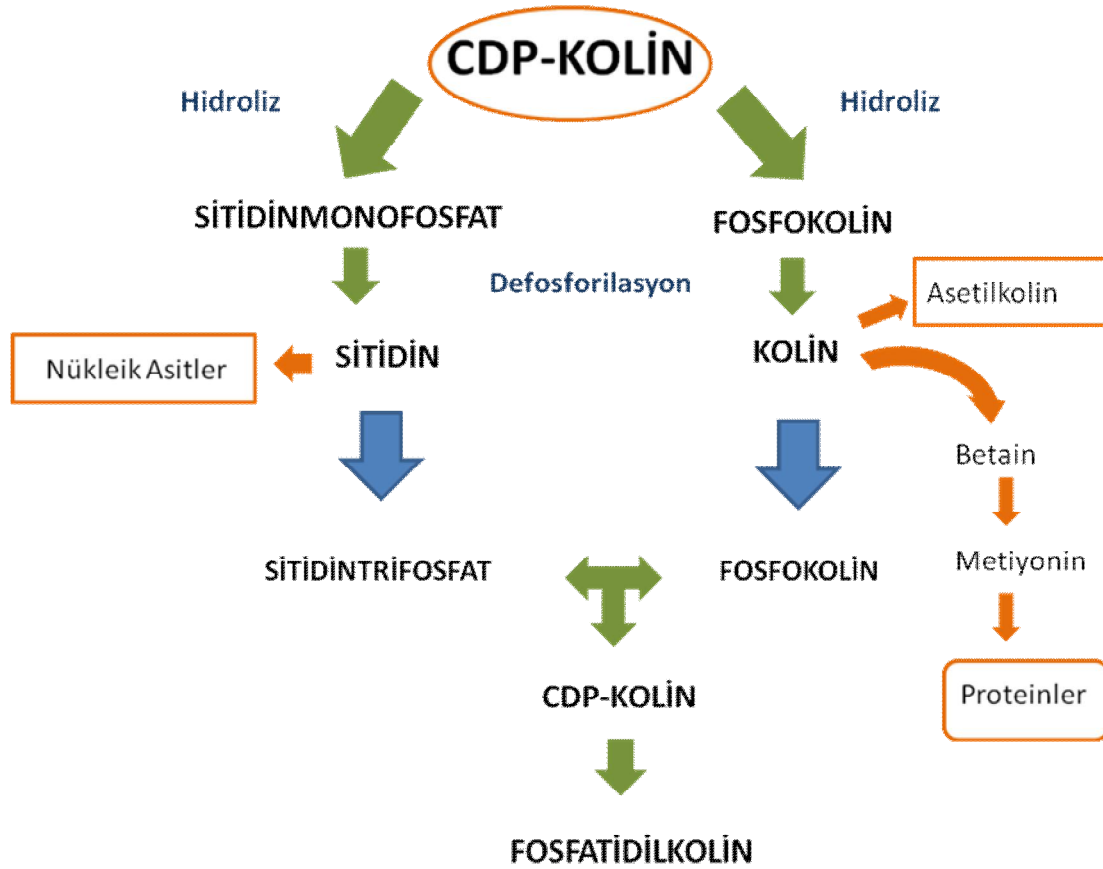 CDP-KOLİN
Hidroliz
Hidroliz
SİTİDİNMONOFOSFAT
FOSFOKOLİN
Defosforilasyon
Asetilkolin
Nükleik Asitler
SİTİDİN
KOLİN
Betain
SİTİDİNTRİFOSFAT
FOSFOKOLİN
Metiyonin
CDP-KOLİN
Proteinler
FOSFATİDİLKOLİN